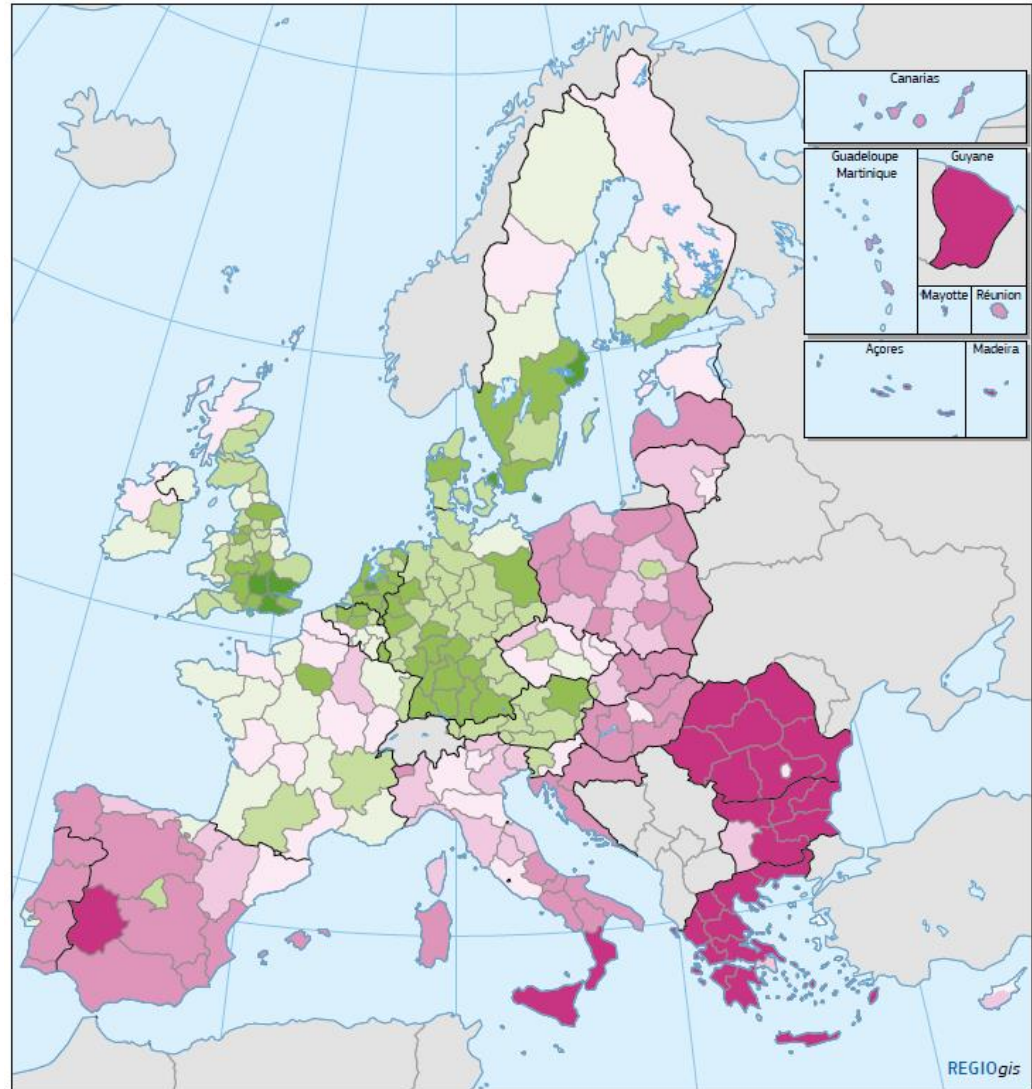 Canarias
Guadeloupe
Martinique
Guyane
Mayotte
Réunion
Açores
Madeira
REGIOgis